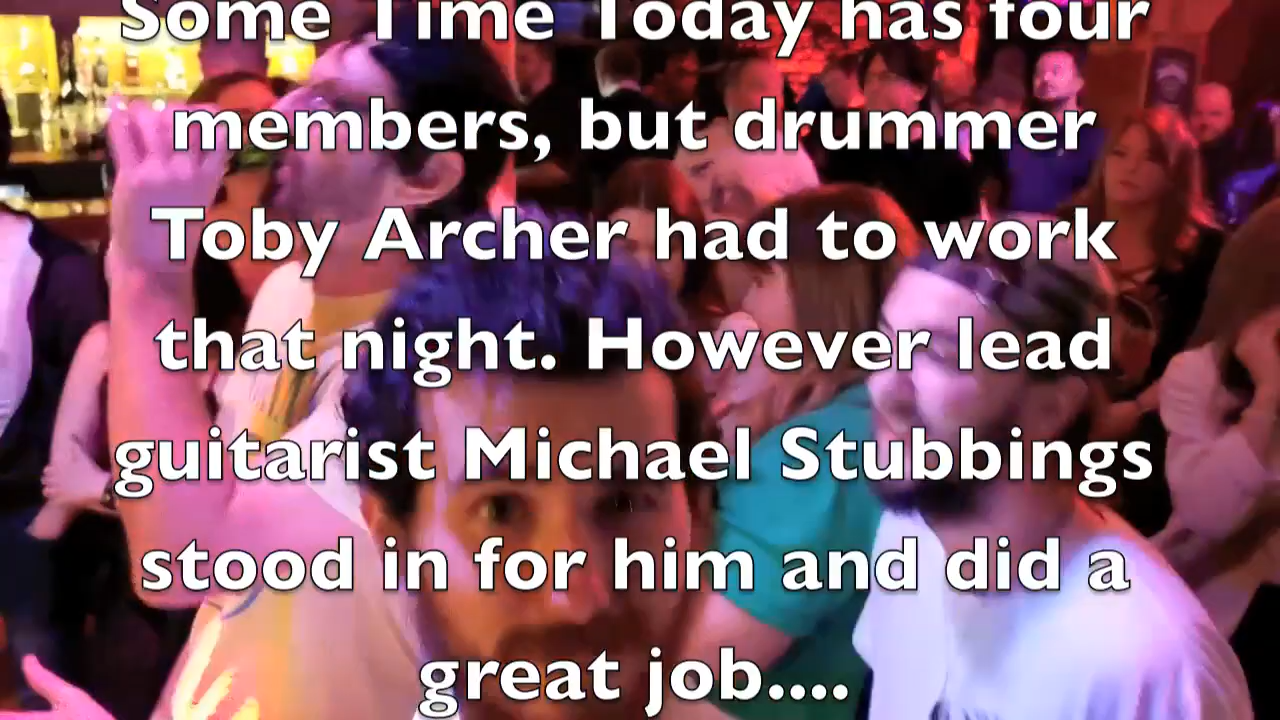 Some Time Today has four
members, but drummer
Toby Archer had to work
that night. However lead
guitarist Michael Stubbings
stood in for him and did a
great job....